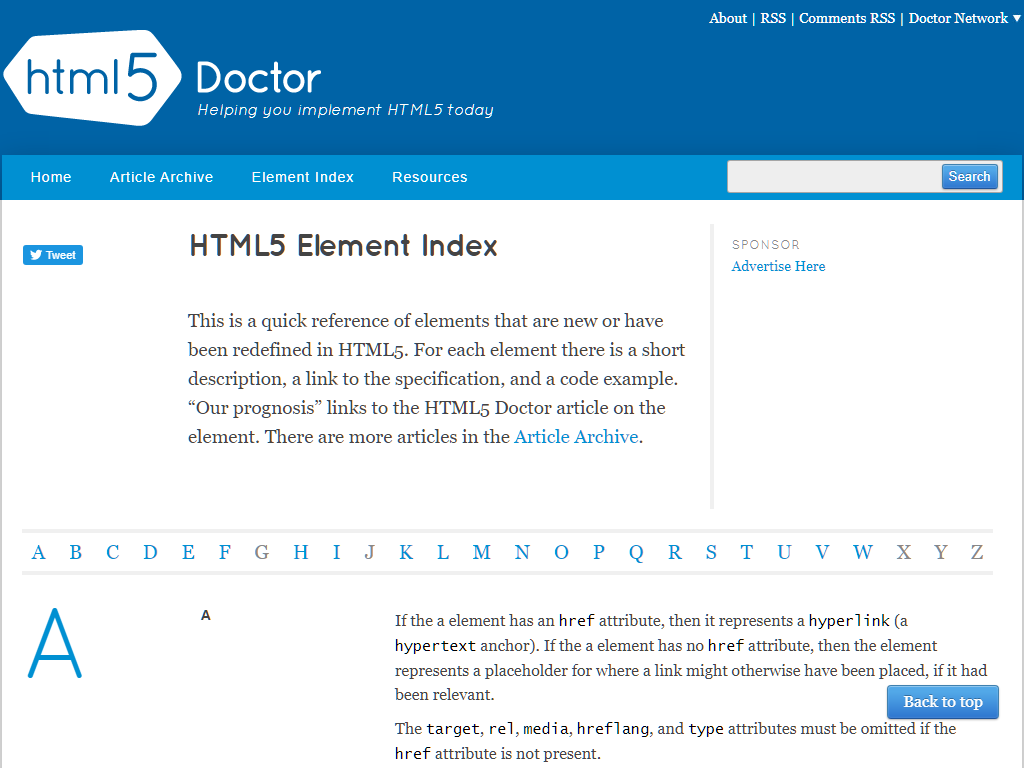 About | RSS | Comments RSS | Doctor Network ▼
html5 Doctor
Helping you implement HTML5 today
Home Article Archive Element Index Resources Search
Tweet
HTML5 Element Index
SPONSOR
Advertise Here
This is a quick reference of elements that are new or have
been redefined in HTML5. For each element there is a short
description, a link to the specification, and a code example.
“Our prognosis” links to the HTML5 Doctor article on the
element. There are more articles in the Article Archive.
A B C D E F G H I J K L M N O P Q R S T U V W X Y Z
A
A
If the a element has an href attribute, then it represents a hyperlink (a
hypertext anchor). If the a element has no href attribute, then the element
represents a placeholder for where a link might otherwise have been placed, if it had
been relevant.
Back to top
The target, rel, media, hreflang, and type attributes must be omitted if the
href attribute is not present.